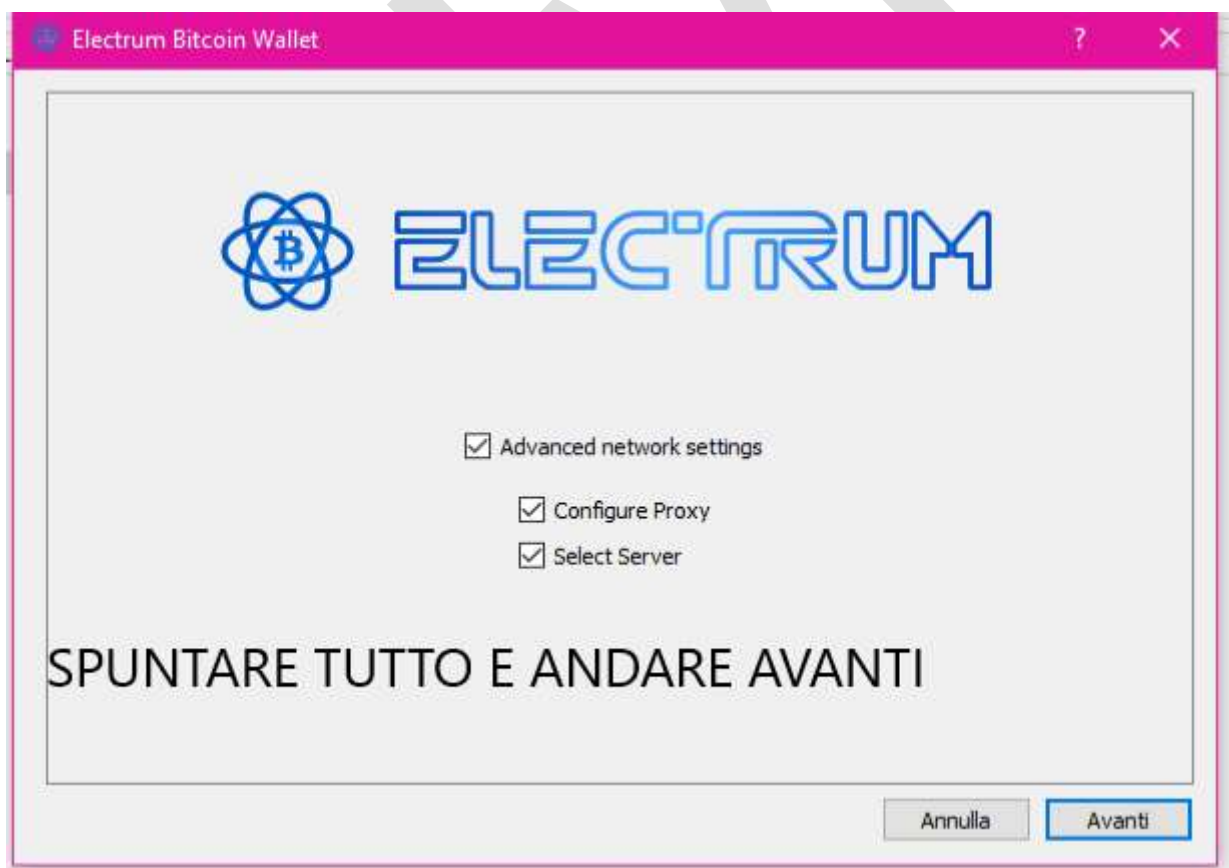 Electrum Bitcoin Wallet
ELECTRUM
Advanced network settings
Configure Proxy
Select Server
SPUNTARE TUTTO E ANDARE AVANTI
Annulla
Avanti